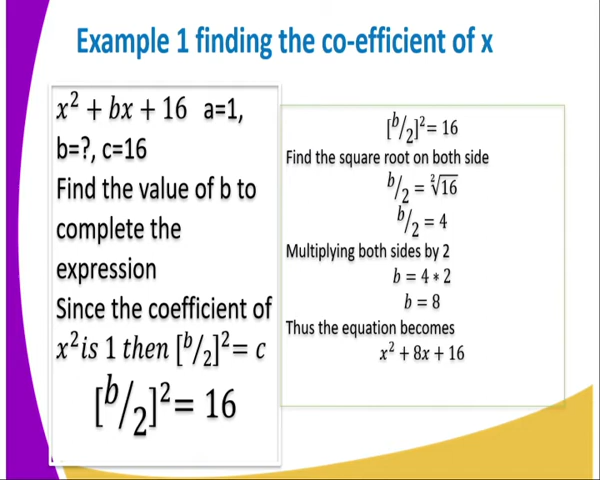 Example 1 finding the co-efficient of x
x² + bx + 16 a=1,
b=?, c=16
Find the value of b to
complete the
expression
Since the coefficient of
x² is 1 then [b/2]² = c
[b/2]² = 16
[b/2]² = 16
Find the square root on both side
b/2 = ²√16
b/2 = 4
Multiplying both sides by 2
b = 4 * 2
b = 8
Thus the equation becomes
x² + 8x + 16